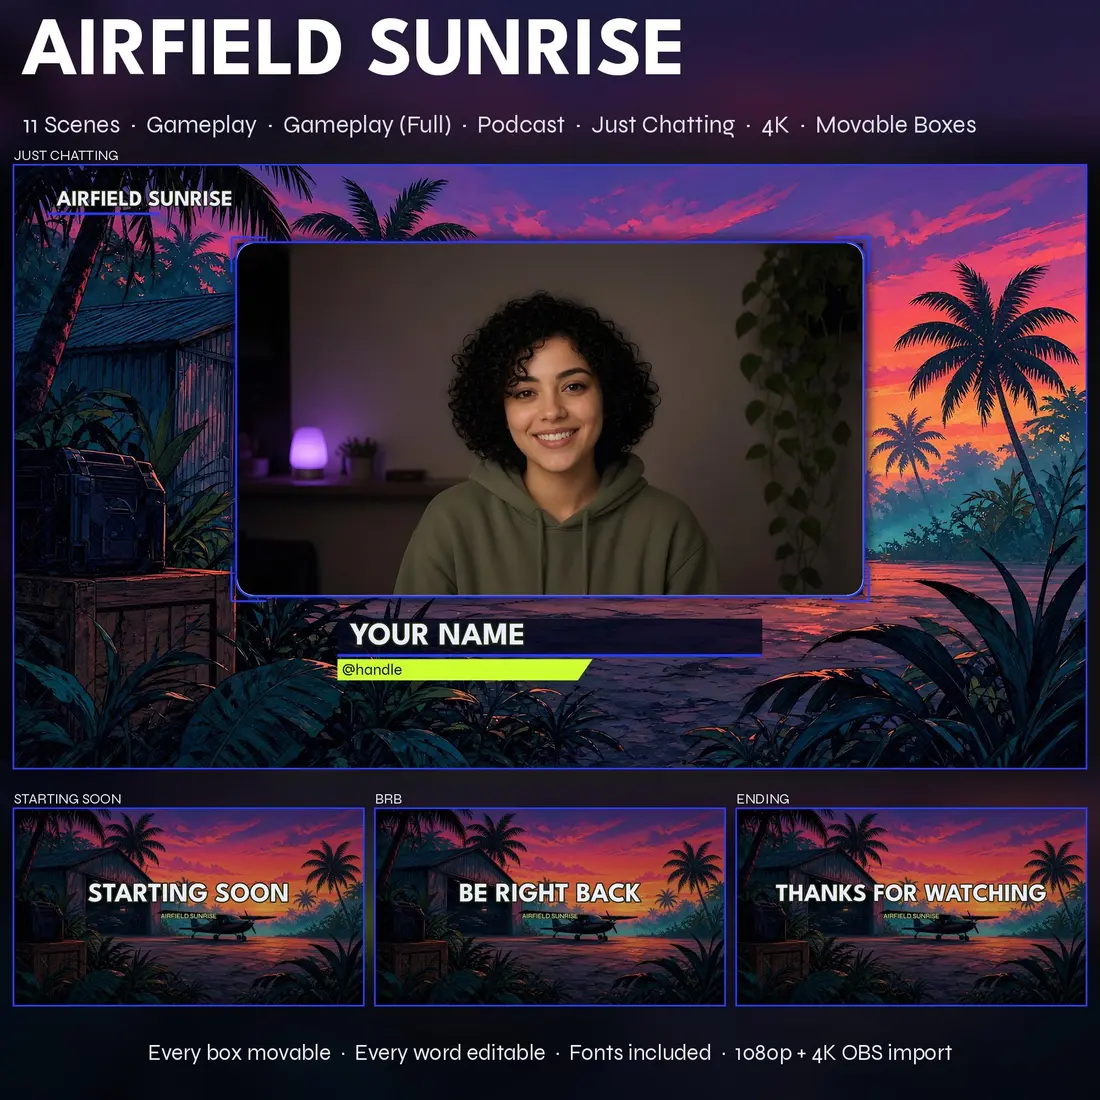 AIRFIELD SUNRISE
11 Scenes · Gameplay · Gameplay (Full) · Podcast · Just Chatting · 4K · Movable Boxes
JUST CHATTING
AIRFIELD SUNRISE
YOUR NAME
@handle
STARTING SOON
BRB
ENDING
STARTING SOON
AIRFIELD SUNRISE
BE RIGHT BACK
AIRFIELD SUNRISE
THANKS FOR WATCHING
AIRFIELD SUNRISE
Every box movable · Every word editable · Fonts included · 1080p + 4K OBS import